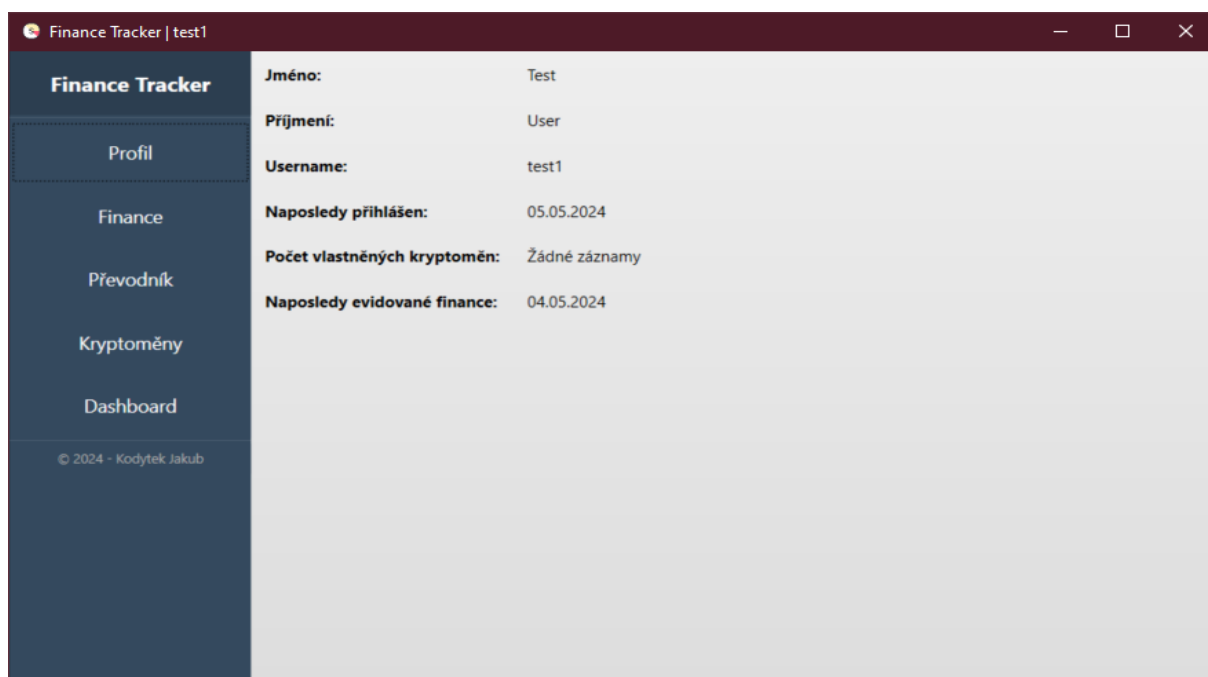 Finance Tracker | test1
Finance Tracker
Profil
Finance
Převodník
Kryptoměny
Dashboard
© 2024 - Kodytek Jakub
Jméno: Test
Příjmení: User
Username: test1
Naposledy přihlášen: 05.05.2024
Počet vlastněných kryptoměn: Žádné záznamy
Naposledy evidované finance: 04.05.2024